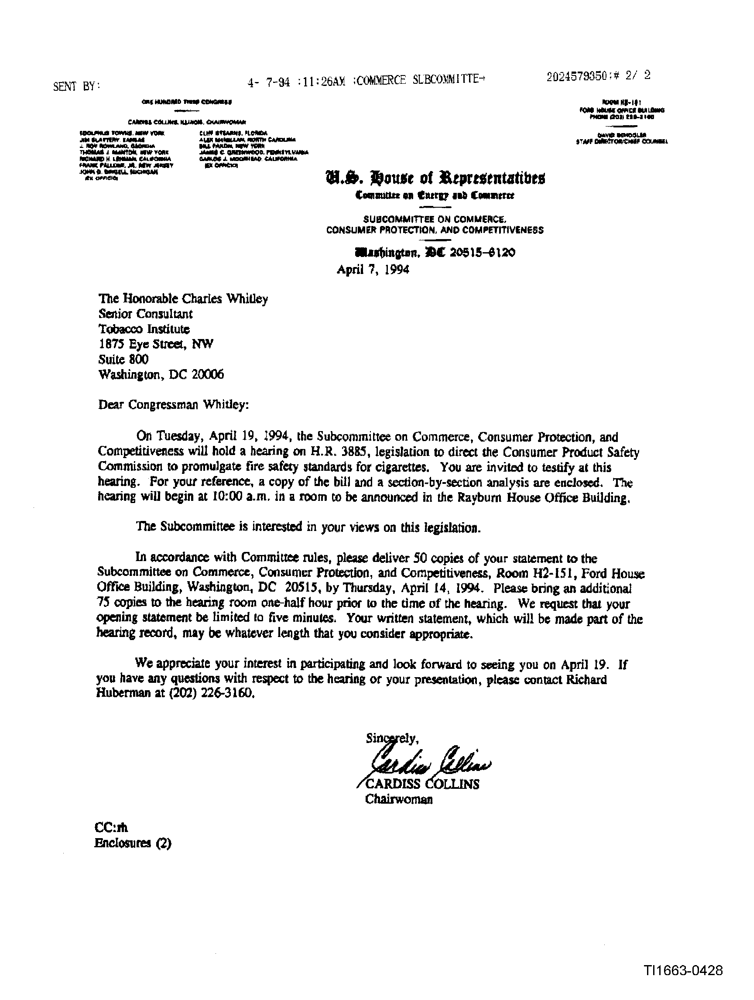 SENT BY:
4- 7-94 :11:26AM :COMMERCE SUBCOMMITTE→
2024579350:# 2/ 2
ONE HUNDRED THIRD CONGRESS
CARDISS COLLINS, ILLINOIS, CHAIRWOMAN
EDOLPHUS TOWNS, NEW YORK
JIM SLATTERY, KANSAS
J. ROY ROWLAND, GEORGIA
THOMAS J. MANTON, NEW YORK
RICHARD H. LEHMAN, CALIFORNIA
FRANK PALLONE, JR. NEW JERSEY
JOHN D. DINGELL, MICHIGAN
(EX OFFICIO)
CLIFF STEARNS, FLORIDA
ALEX McMILLAN, NORTH CAROLINA
BILL PAXON, NEW YORK
JAMES C. GREENWOOD, PENNSYLVANIA
CARLOS J. MOORHEAD CALIFORNIA
(EX OFFICIO)
FORD HOUSE OFFICE BUILDING
STAFF DIRECTOR/CHIEF COUNSEL
U.S. House of Representatives
Committee on Energy and Commerce
SUBCOMMITTEE ON COMMERCE,
CONSUMER PROTECTION, AND COMPETITIVENESS
Washington, DC 20515-6120
April 7, 1994
The Honorable Charles Whitley
Senior Consultant
Tobacco Institute
1875 Eye Street, NW
Suite 800
Washington, DC 20006
Dear Congressman Whitley:
On Tuesday, April 19, 1994, the Subcommittee on Commerce, Consumer Protection, and
Competitiveness will hold a hearing on H.R. 3885, legislation to direct the Consumer Product Safety
Commission to promulgate fire safety standards for cigarettes. You are invited to testify at this
hearing. For your reference, a copy of the bill and a section-by-section analysis are enclosed. The
hearing will begin at 10:00 a.m. in a room to be announced in the Rayburn House Office Building.
The Subcommittee is interested in your views on this legislation.
In accordance with Committee rules, please deliver 50 copies of your statement to the
Subcommittee on Commerce, Consumer Protection, and Competitiveness, Room H2-151, Ford House
Office Building, Washington, DC 20515, by Thursday, April 14, 1994. Please bring an additional
75 copies to the hearing room one-half hour prior to the time of the hearing. We request that your
opening statement be limited to five minutes. Your written statement, which will be made part of the
hearing record, may be whatever length that you consider appropriate.
We appreciate your interest in participating and look forward to seeing you on April 19. If
you have any questions with respect to the hearing or your presentation, please contact Richard
Huberman at (202) 226-3160.
Sincerely,
Cardiss Collins
CARDISS COLLINS
Chairwoman
CC:rh
Enclosures (2)
TI1663-0428